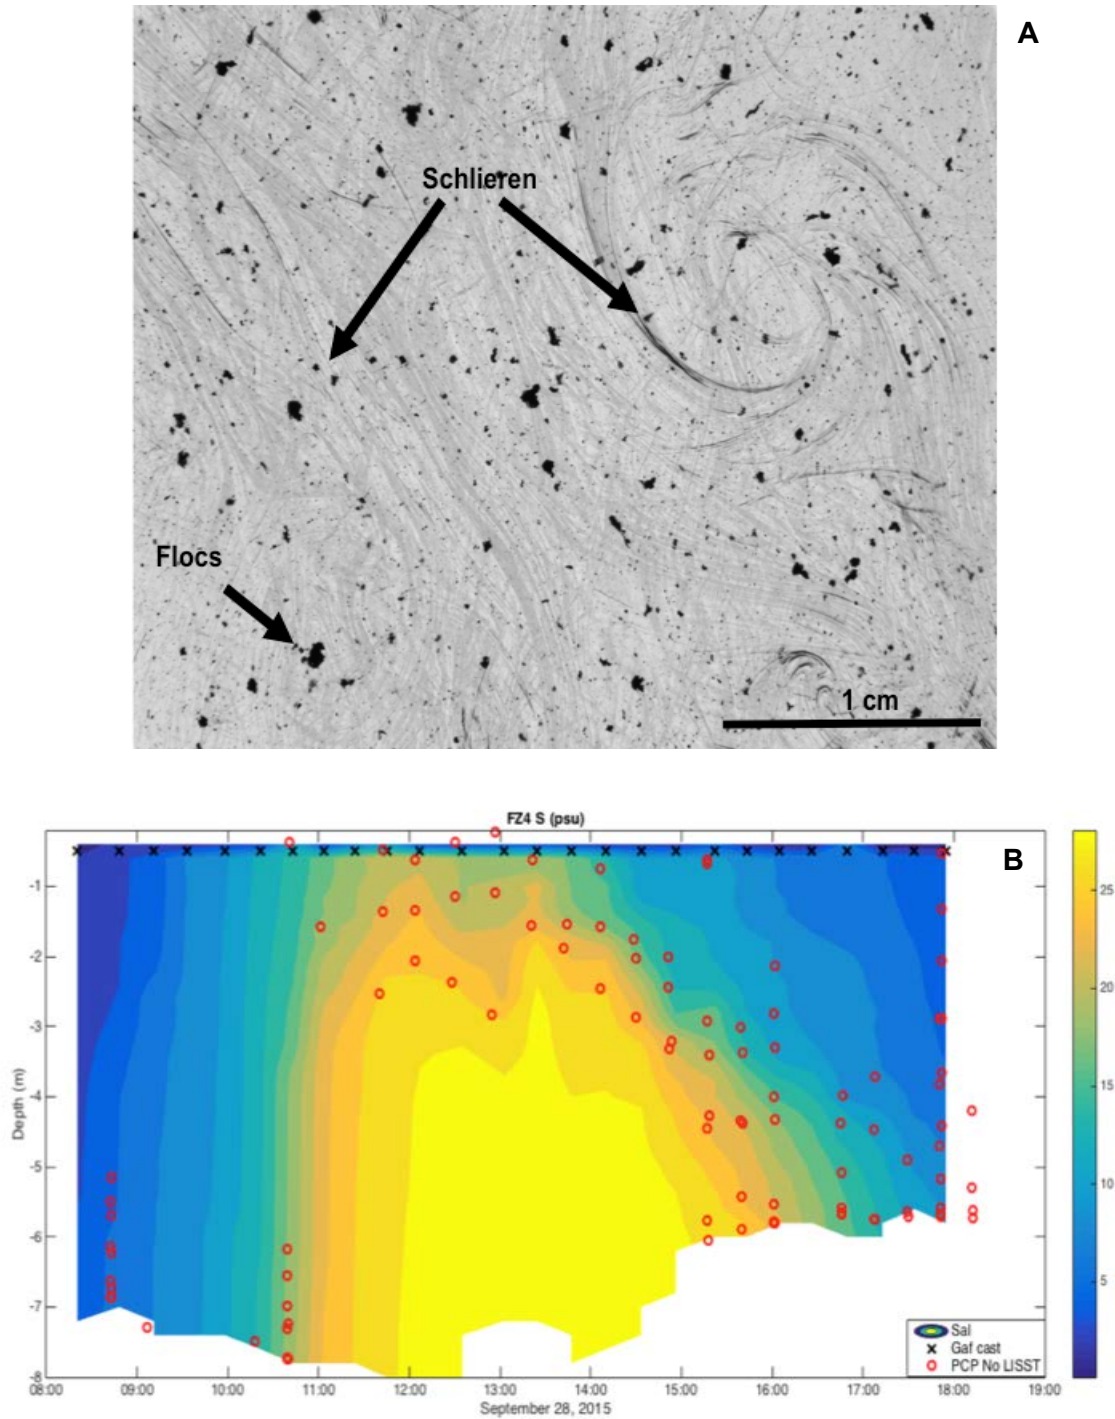 A
Schlieren
Flocs
1 cm
FZ4 S (psu)
B
-1
-2
-3
-4
-5
-6
-7
-8
Depth (m)
08:00 09:00 10:00 11:00 12:00 13:00 14:00 15:00 16:00 17:00 18:00 19:00
September 28, 2015
25
20
15
10
5
Sal
Gaf cast
PCP No LISST